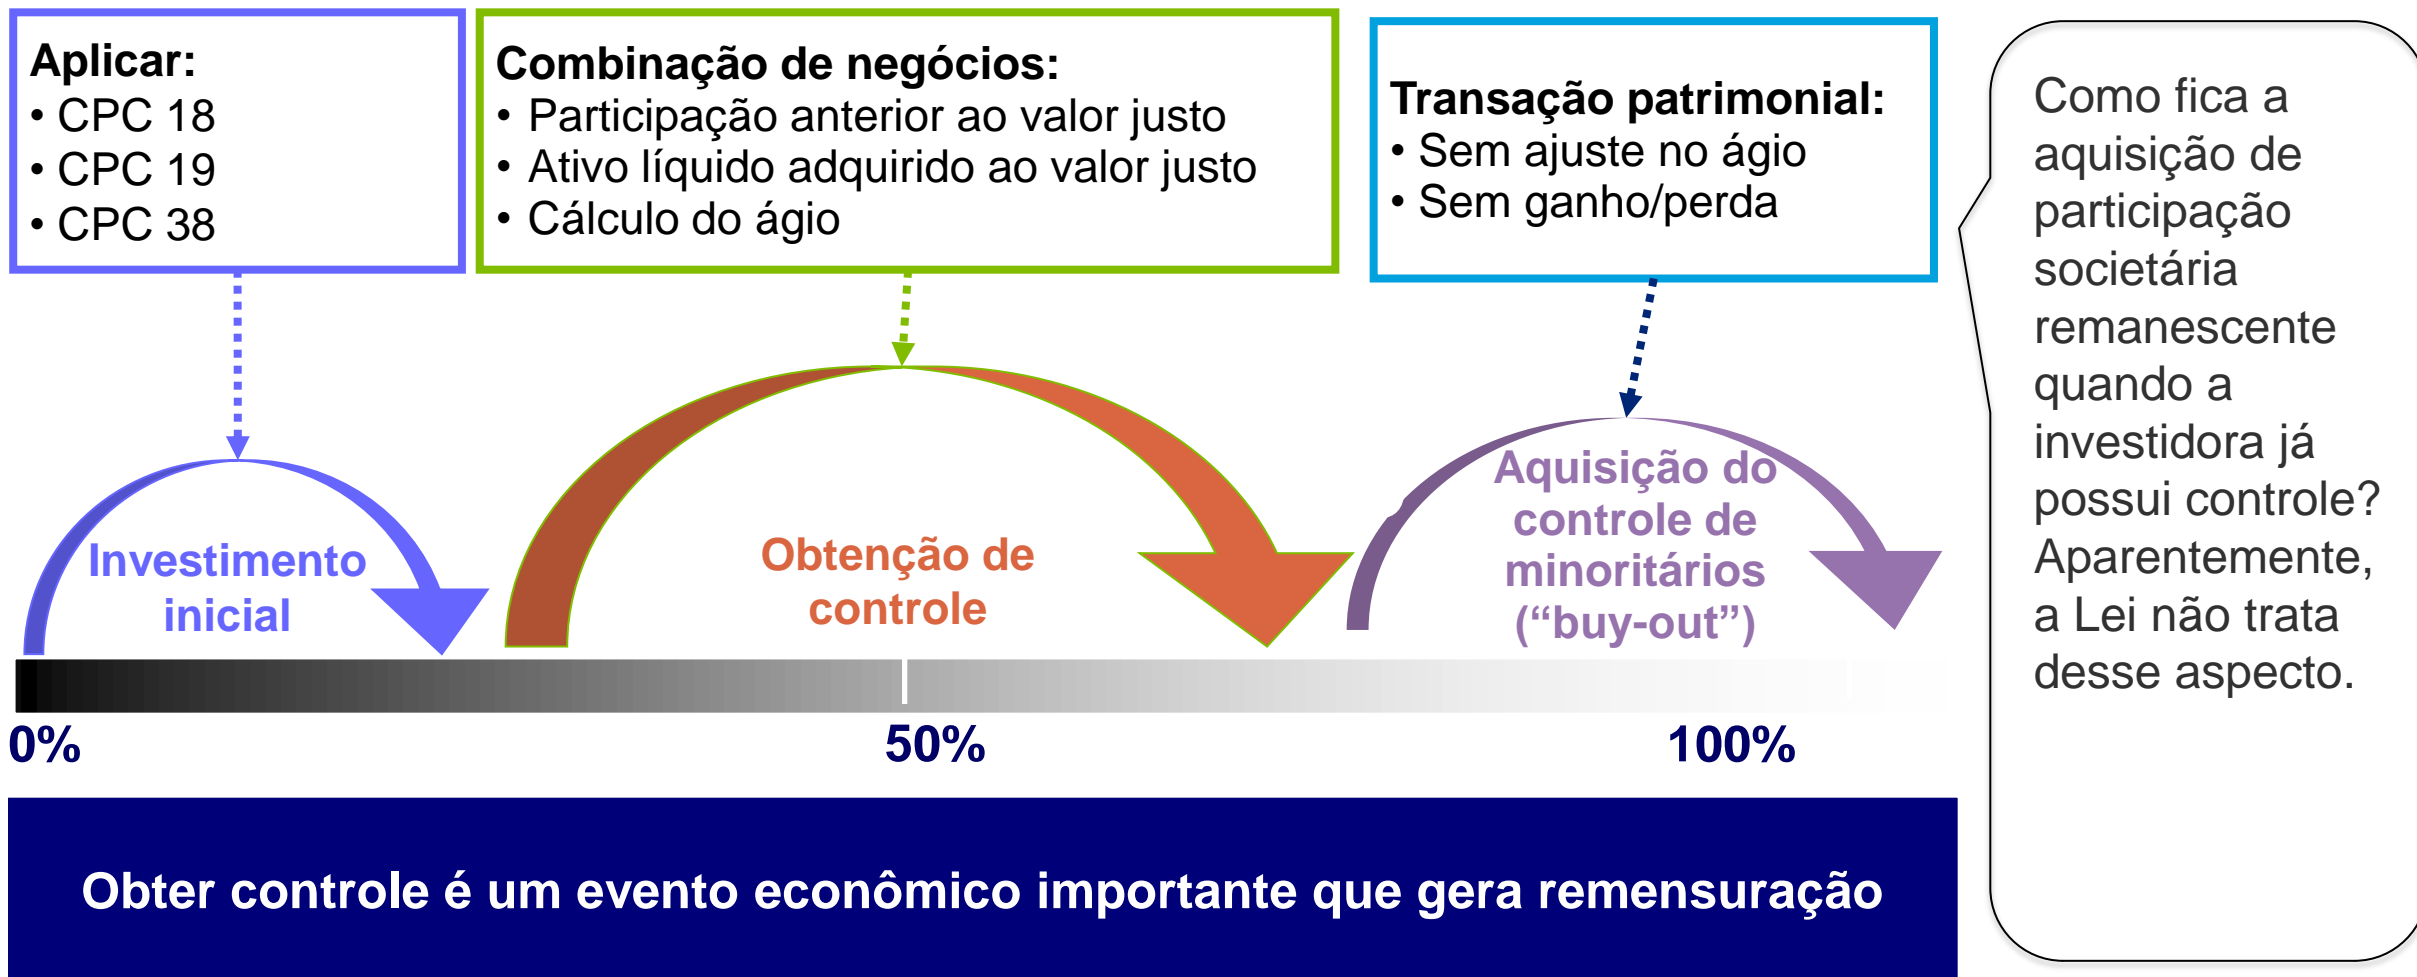 Aplicar:
• CPC 18
• CPC 19
• CPC 38
Combinação de negócios:
• Participação anterior ao valor justo
• Ativo líquido adquirido ao valor justo
• Cálculo do ágio
Transação patrimonial:
• Sem ajuste no ágio
• Sem ganho/perda
Como fica a
aquisição de
participação
societária
remanescente
quando a
investidora já
possui controle?
Aparentemente,
a Lei não trata
desse aspecto.
Investimento
inicial
Obtenção de
controle
Aquisição do
controle de
minoritários
(“buy-out”)
0%
50%
100%
Obter controle é um evento econômico importante que gera remensuração